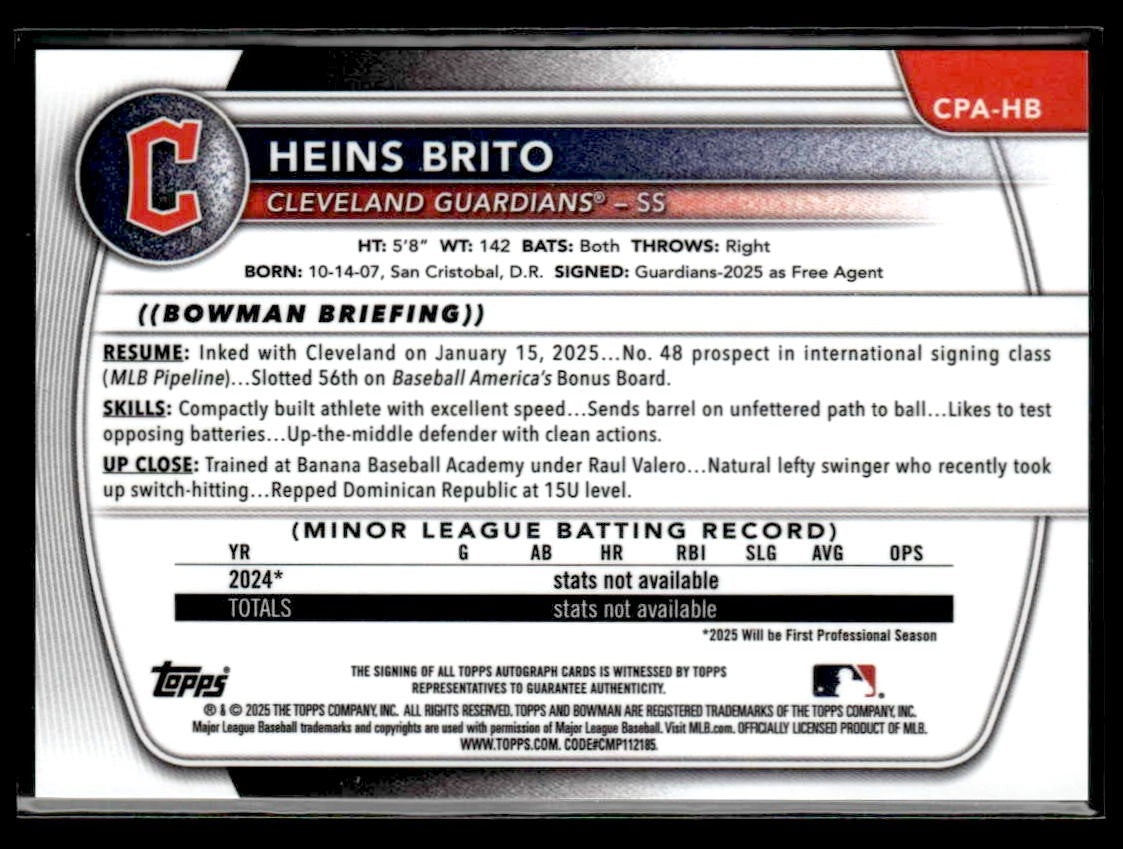 CPA-HB
C
HEINS BRITO
CLEVELAND GUARDIANS® – SS
HT: 5'8" WT: 142 BATS: Both THROWS: Right
BORN: 10-14-07, San Cristobal, D.R. SIGNED: Guardians-2025 as Free Agent
((BOWMAN BRIEFING))
RESUME: Inked with Cleveland on January 15, 2025...No. 48 prospect in international signing class
(MLB Pipeline)...Slotted 56th on Baseball America's Bonus Board.
SKILLS: Compactly built athlete with excellent speed...Sends barrel on unfettered path to ball...Likes to test
opposing batteries...Up-the-middle defender with clean actions.
UP CLOSE: Trained at Banana Baseball Academy under Raul Valero...Natural lefty swinger who recently took
up switch-hitting...Repped Dominican Republic at 15U level.
(MINOR LEAGUE BATTING RECORD)
YR G AB HR RBI SLG AVG OPS
2024* stats not available
TOTALS stats not available
*2025 Will be First Professional Season
Topps®
THE SIGNING OF ALL TOPPS AUTOGRAPH CARDS IS WITNESSED BY TOPPS
REPRESENTATIVES TO GUARANTEE AUTHENTICITY.
® & © 2025 THE TOPPS COMPANY, INC. ALL RIGHTS RESERVED. TOPPS AND BOWMAN ARE REGISTERED TRADEMARKS OF THE TOPPS COMPANY, INC.
Major League Baseball trademarks and copyrights are used with permission of Major League Baseball. Visit MLB.com. OFFICIALLY LICENSED PRODUCT OF MLB.
WWW.TOPPS.COM. CODE#CMP112185.